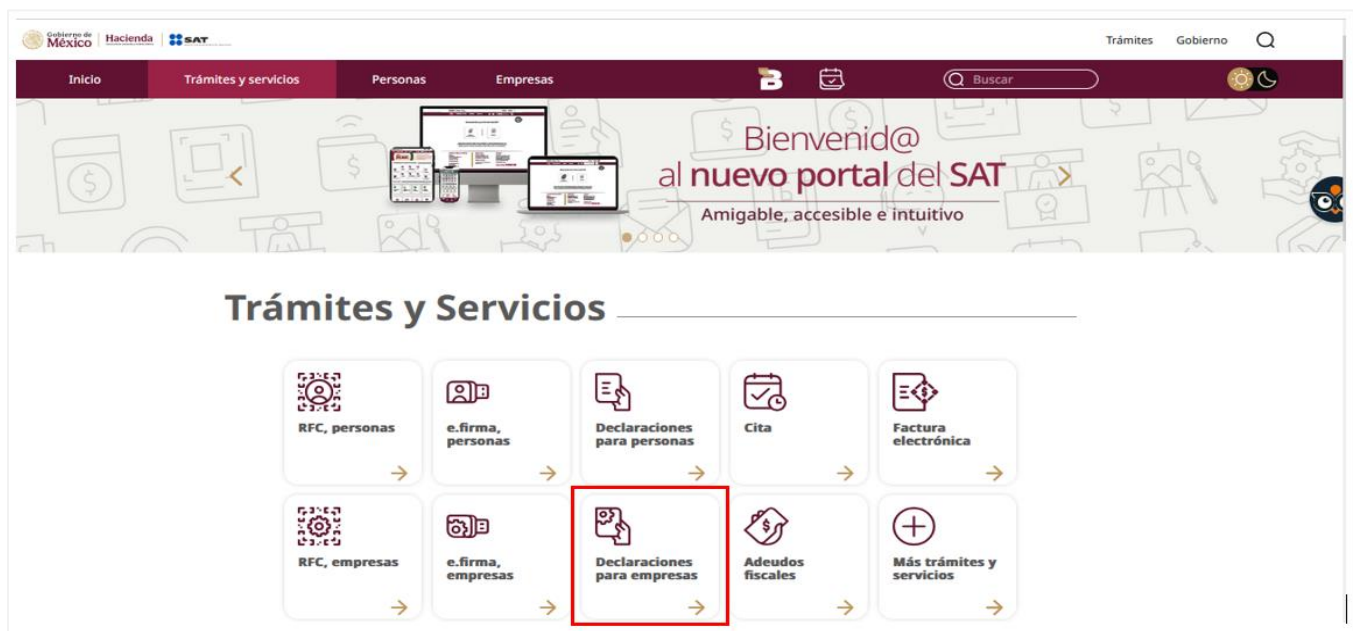 Gobierno de
México
Hacienda
SAT
Trámites
Gobierno
Inicio
Trámites y servicios
Personas
Empresas
B
Buscar
Bienvenid@
al nuevo portal del SAT
Amigable, accesible e intuitivo
Trámites y Servicios
RFC, personas
e.firma,
personas
Declaraciones
para personas
Cita
Factura
electrónica
RFC, empresas
e.firma,
empresas
Declaraciones
para empresas
Adeudos
fiscales
Más trámites y
servicios